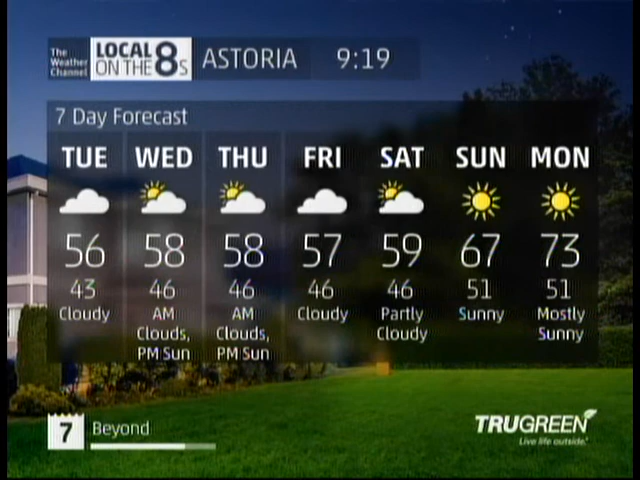 The Weather Channel
LOCAL ON THE 8s
ASTORIA
9:19
7 Day Forecast
TUE WED THU FRI SAT SUN MON
56 58 58 57 59 67 73
43 46 46 46 46 51 51
Cloudy AM AM Cloudy Partly Sunny Mostly
Clouds, Clouds, Cloudy Sunny
PM Sun PM Sun
7 Beyond
TRUGREEN
Live life outside.